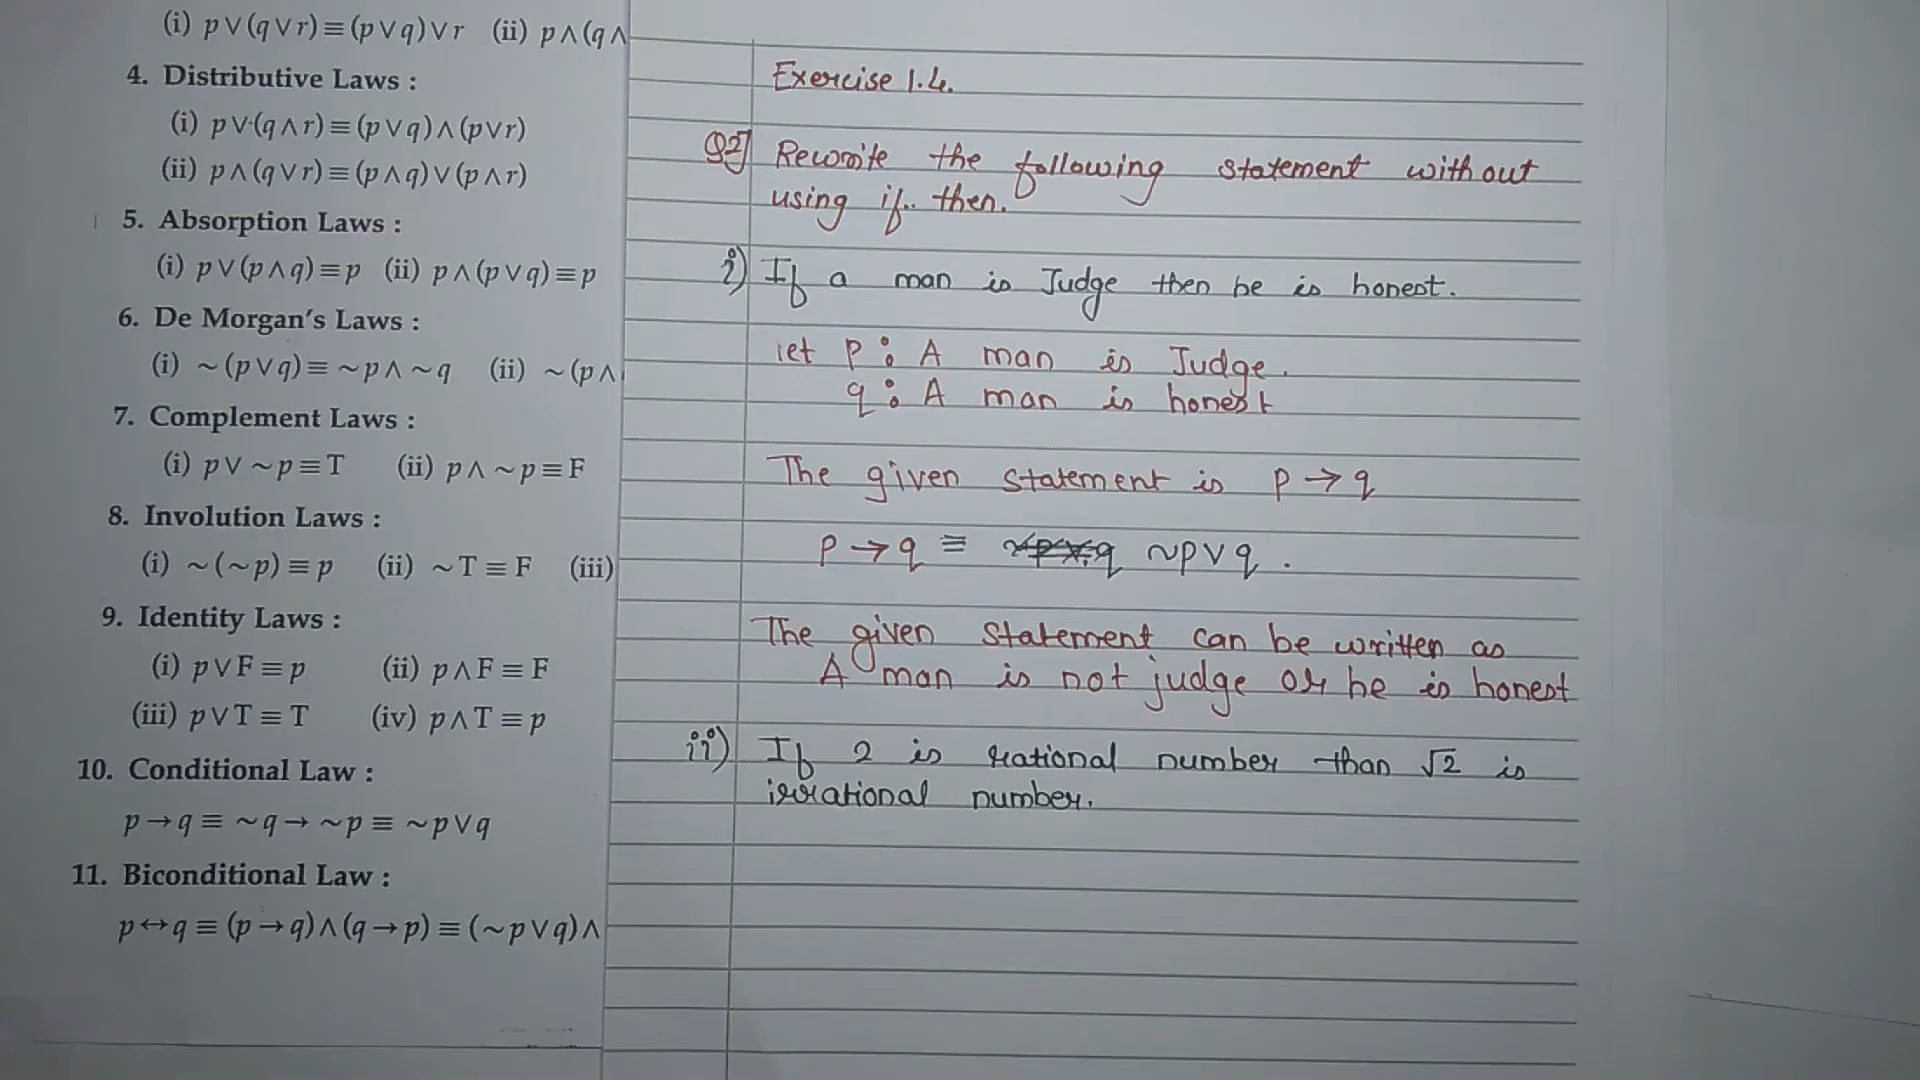 (i) p∨(q∨r)≡(p∨q)∨r (ii) p∧(q∧
4. Distributive Laws :
(i) p∨(q∧r)≡(p∨q)∧(p∨r)
(ii) p∧(q∨r)≡(p∧q)∨(p∧r)
5. Absorption Laws :
(i) p∨(p∧q)≡p (ii) p∧(p∨q)≡p
6. De Morgan's Laws :
(i) ~(p∨q)≡~p∧~q (ii) ~(p∧
7. Complement Laws :
(i) p∨~p≡T (ii) p∧~p≡F
8. Involution Laws :
(i) ~(~p)≡p (ii) ~T≡F (iii)
9. Identity Laws :
(i) p∨F≡p (ii) p∧F≡F
(iii) p∨T≡T (iv) p∧T≡p
10. Conditional Law :
p→q≡~q→~p≡~p∨q
11. Biconditional Law :
p↔q≡(p→q)∧(q→p)≡(~p∨q)∧
Exercise 1.4.
Q2] Rewrite the following statement without
using if.. then.
i) If a man is Judge then he is honest.
let p : A man is Judge.
q : A man is honest
The given statement is p→q
p→q ≡ ~p∨q.
The given statement can be written as
A man is not judge or he is honest
ii) If 2 is rational number than √2 is
irrational number.